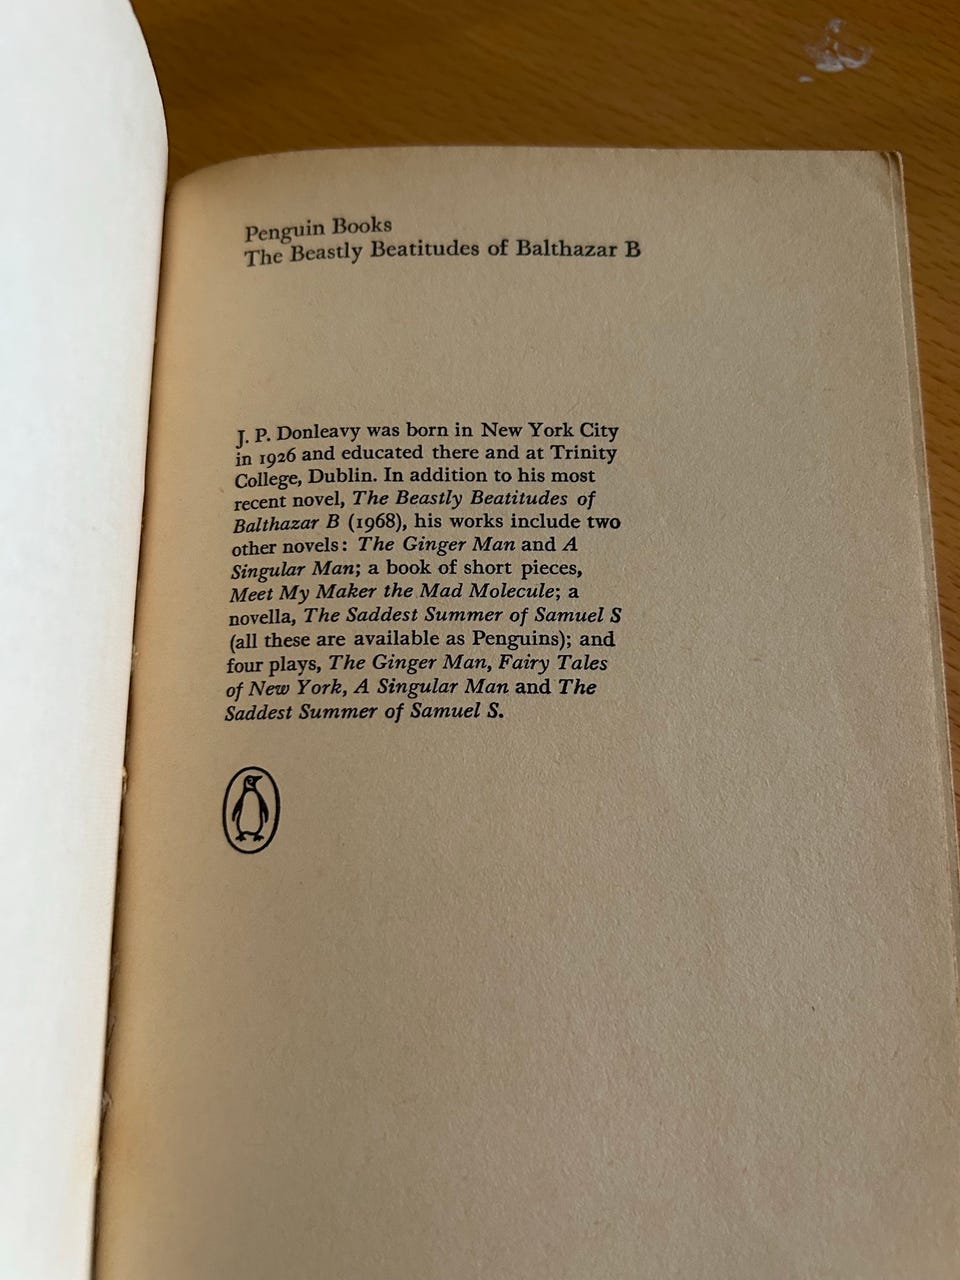 Penguin Books
The Beastly Beatitudes of Balthazar B
J. P. Donleavy was born in New York City
in 1926 and educated there and at Trinity
College, Dublin. In addition to his most
recent novel, The Beastly Beatitudes of
Balthazar B (1968), his works include two
other novels: The Ginger Man and A
Singular Man; a book of short pieces,
Meet My Maker the Mad Molecule; a
novella, The Saddest Summer of Samuel S
(all these are available as Penguins); and
four plays, The Ginger Man, Fairy Tales
of New York, A Singular Man and The
Saddest Summer of Samuel S.